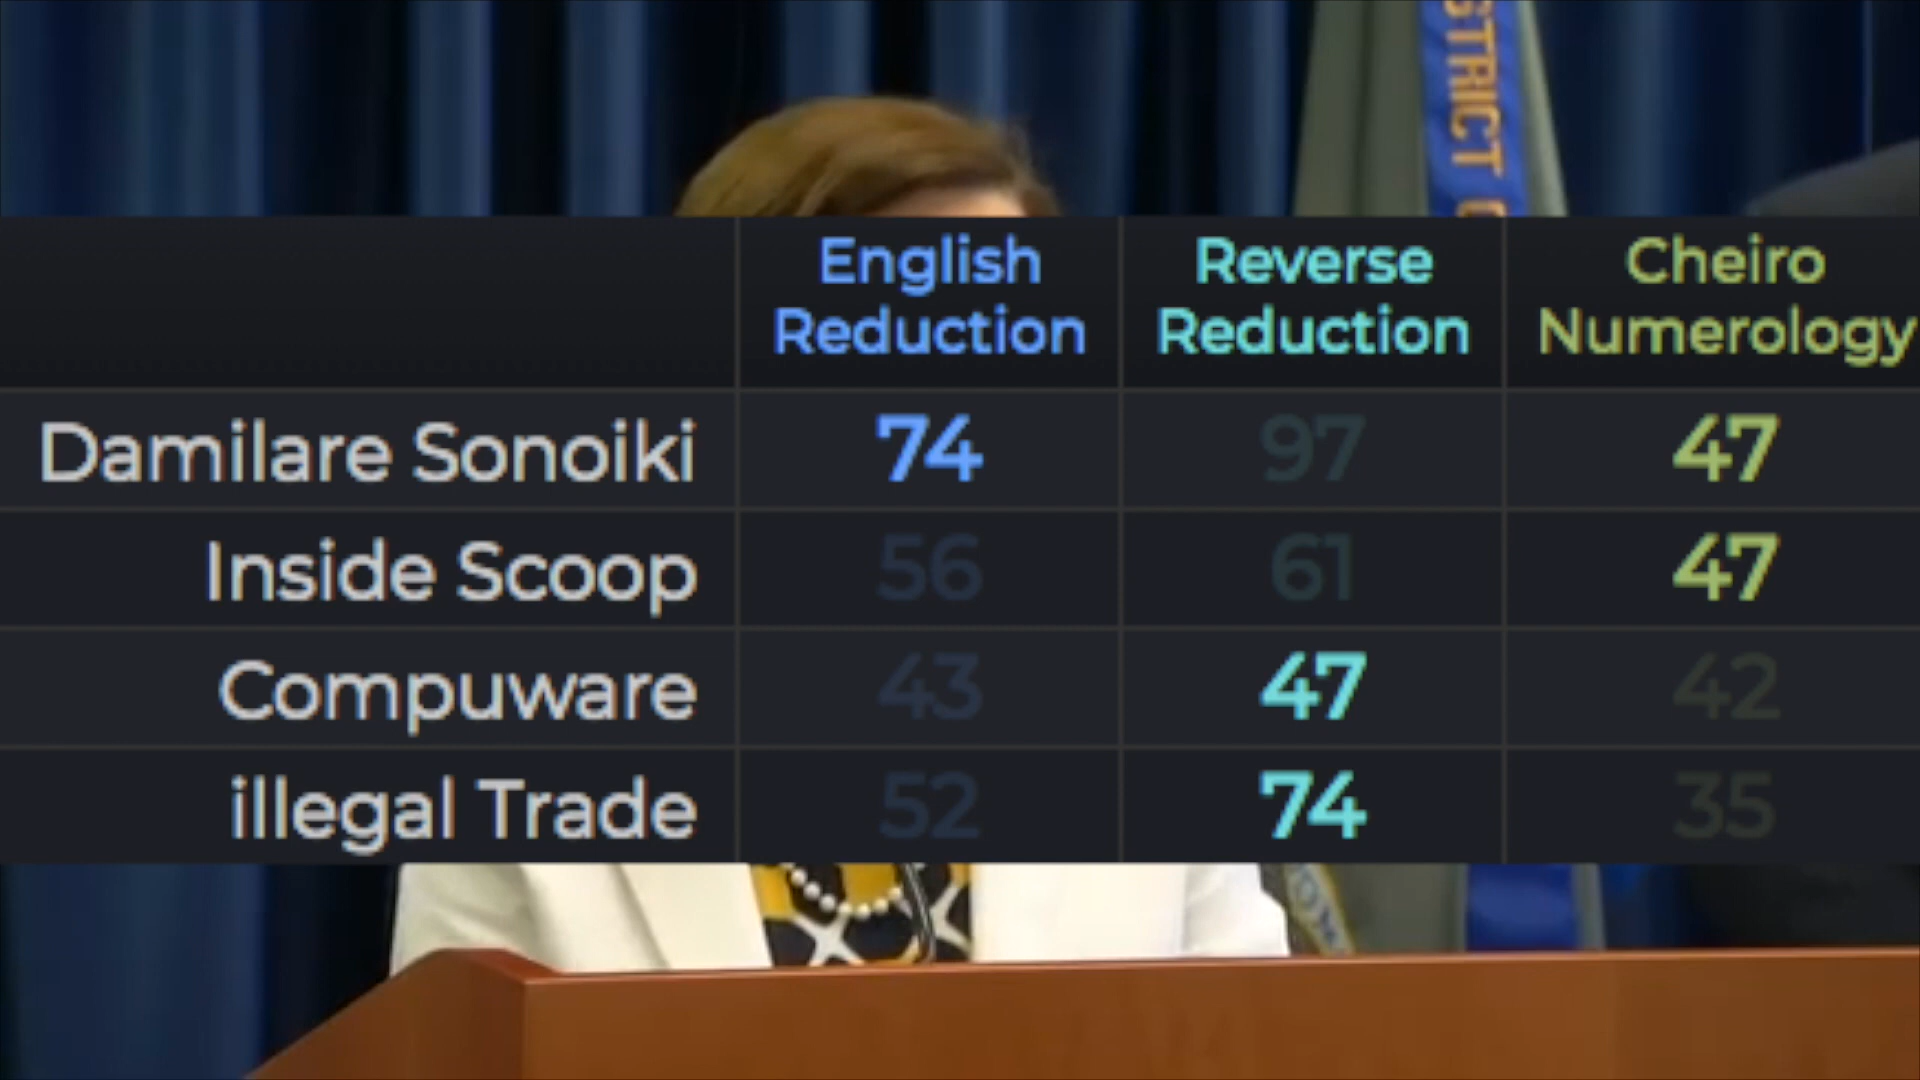 STRICT
English Reverse Cheiro
Reduction Reduction Numerology
Damilare Sonoiki 74 97 47
Inside Scoop 56 61 47
Compuware 43 47 42
illegal Trade 52 74 35